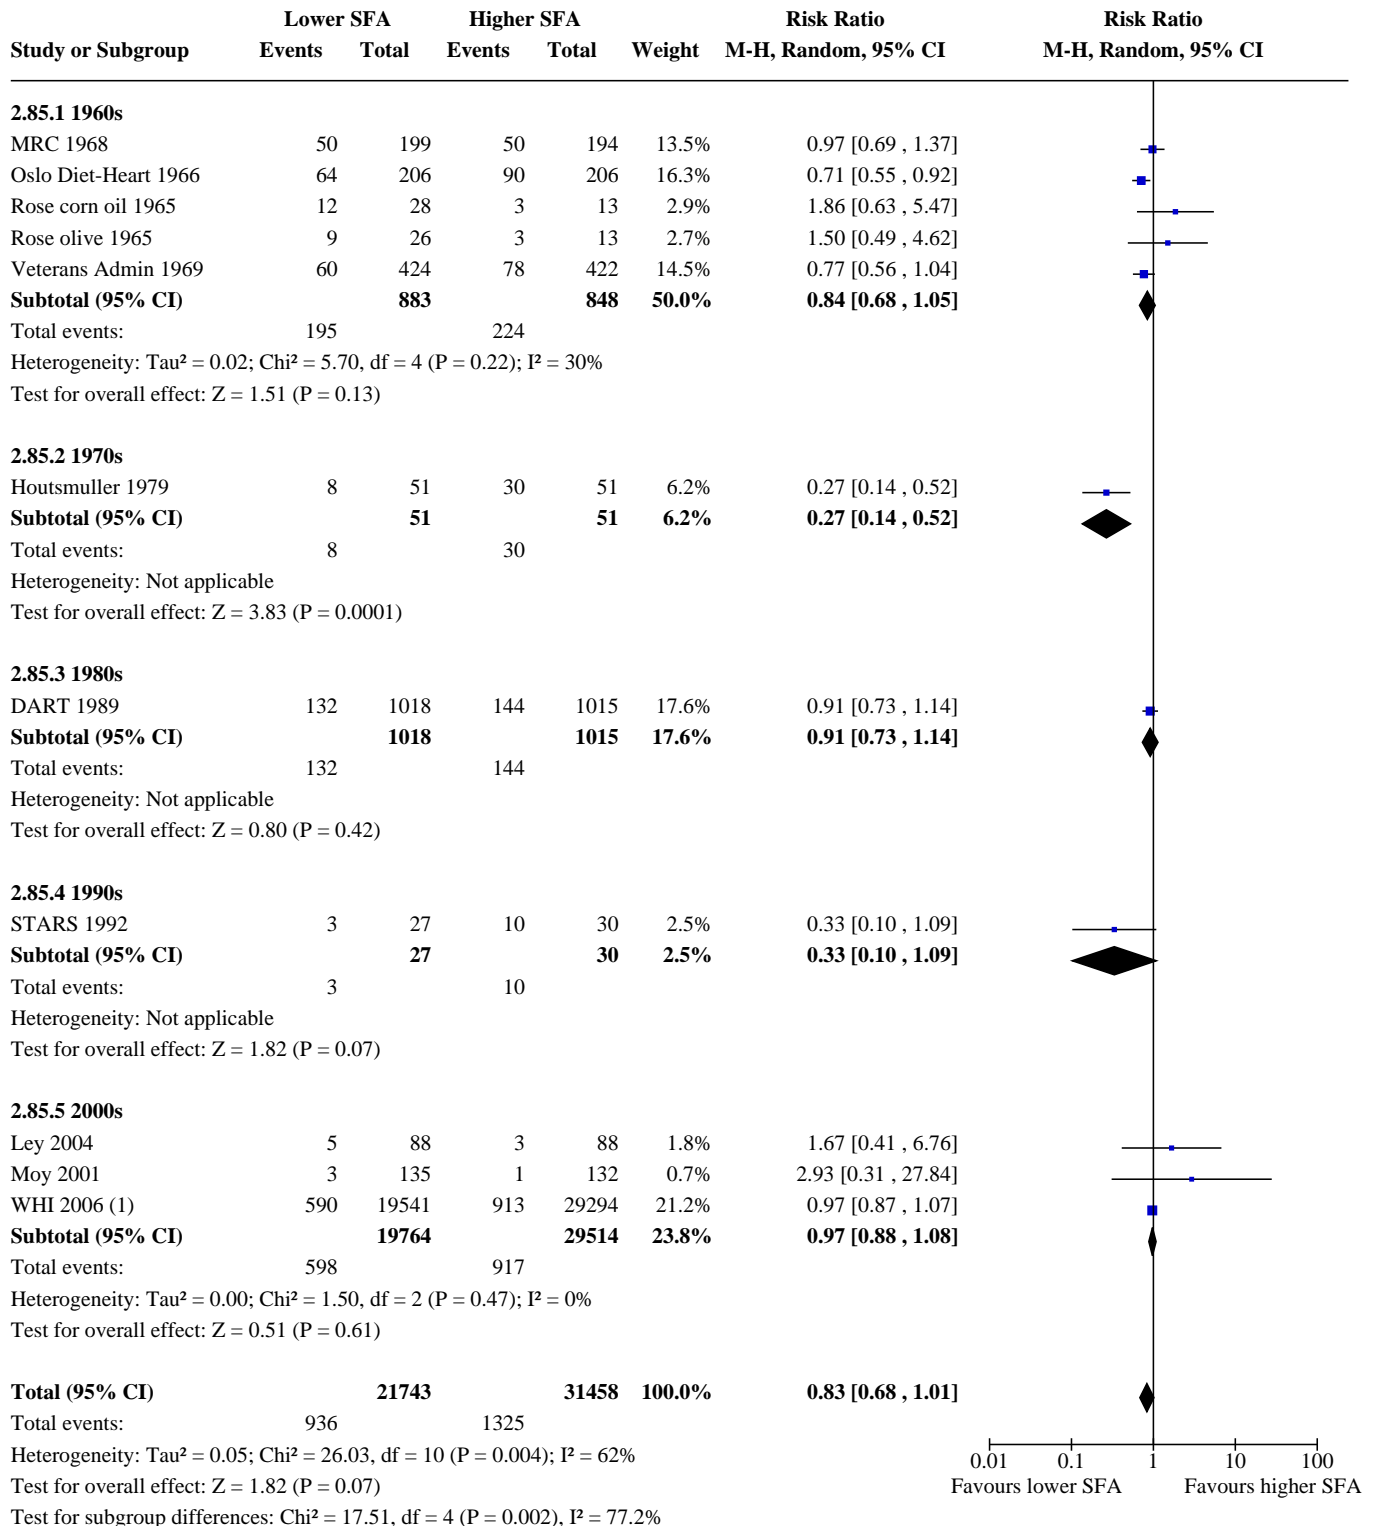 Lower SFA Higher SFA Risk Ratio Risk Ratio
Study or Subgroup Events Total Events Total Weight M-H, Random, 95% CI M-H, Random, 95% CI
2.85.1 1960s
MRC 1968 50 199 50 194 13.5% 0.97 [0.69 , 1.37]
Oslo Diet-Heart 1966 64 206 90 206 16.3% 0.71 [0.55 , 0.92]
Rose corn oil 1965 12 28 3 13 2.9% 1.86 [0.63 , 5.47]
Rose olive 1965 9 26 3 13 2.7% 1.50 [0.49 , 4.62]
Veterans Admin 1969 60 424 78 422 14.5% 0.77 [0.56 , 1.04]
Subtotal (95% CI) 883 848 50.0% 0.84 [0.68 , 1.05]
Total events: 195 224
Heterogeneity: Tau² = 0.02; Chi² = 5.70, df = 4 (P = 0.22); I² = 30%
Test for overall effect: Z = 1.51 (P = 0.13)
2.85.2 1970s
Houtsmuller 1979 8 51 30 51 6.2% 0.27 [0.14 , 0.52]
Subtotal (95% CI) 51 51 6.2% 0.27 [0.14 , 0.52]
Total events: 8 30
Heterogeneity: Not applicable
Test for overall effect: Z = 3.83 (P = 0.0001)
2.85.3 1980s
DART 1989 132 1018 144 1015 17.6% 0.91 [0.73 , 1.14]
Subtotal (95% CI) 1018 1015 17.6% 0.91 [0.73 , 1.14]
Total events: 132 144
Heterogeneity: Not applicable
Test for overall effect: Z = 0.80 (P = 0.42)
2.85.4 1990s
STARS 1992 3 27 10 30 2.5% 0.33 [0.10 , 1.09]
Subtotal (95% CI) 27 30 2.5% 0.33 [0.10 , 1.09]
Total events: 3 10
Heterogeneity: Not applicable
Test for overall effect: Z = 1.82 (P = 0.07)
2.85.5 2000s
Ley 2004 5 88 3 88 1.8% 1.67 [0.41 , 6.76]
Moy 2001 3 135 1 132 0.7% 2.93 [0.31 , 27.84]
WHI 2006 (1) 590 19541 913 29294 21.2% 0.97 [0.87 , 1.07]
Subtotal (95% CI) 19764 29514 23.8% 0.97 [0.88 , 1.08]
Total events: 598 917
Heterogeneity: Tau² = 0.00; Chi² = 1.50, df = 2 (P = 0.47); I² = 0%
Test for overall effect: Z = 0.51 (P = 0.61)
Total (95% CI) 21743 31458 100.0% 0.83 [0.68 , 1.01]
Total events: 936 1325
Heterogeneity: Tau² = 0.05; Chi² = 26.03, df = 10 (P = 0.004); I² = 62%
0.01 0.1 1 10 100
Test for overall effect: Z = 1.82 (P = 0.07)
Favours lower SFA Favours higher SFA
Test for subgroup differences: Chi² = 17.51, df = 4 (P = 0.002), I² = 77.2%